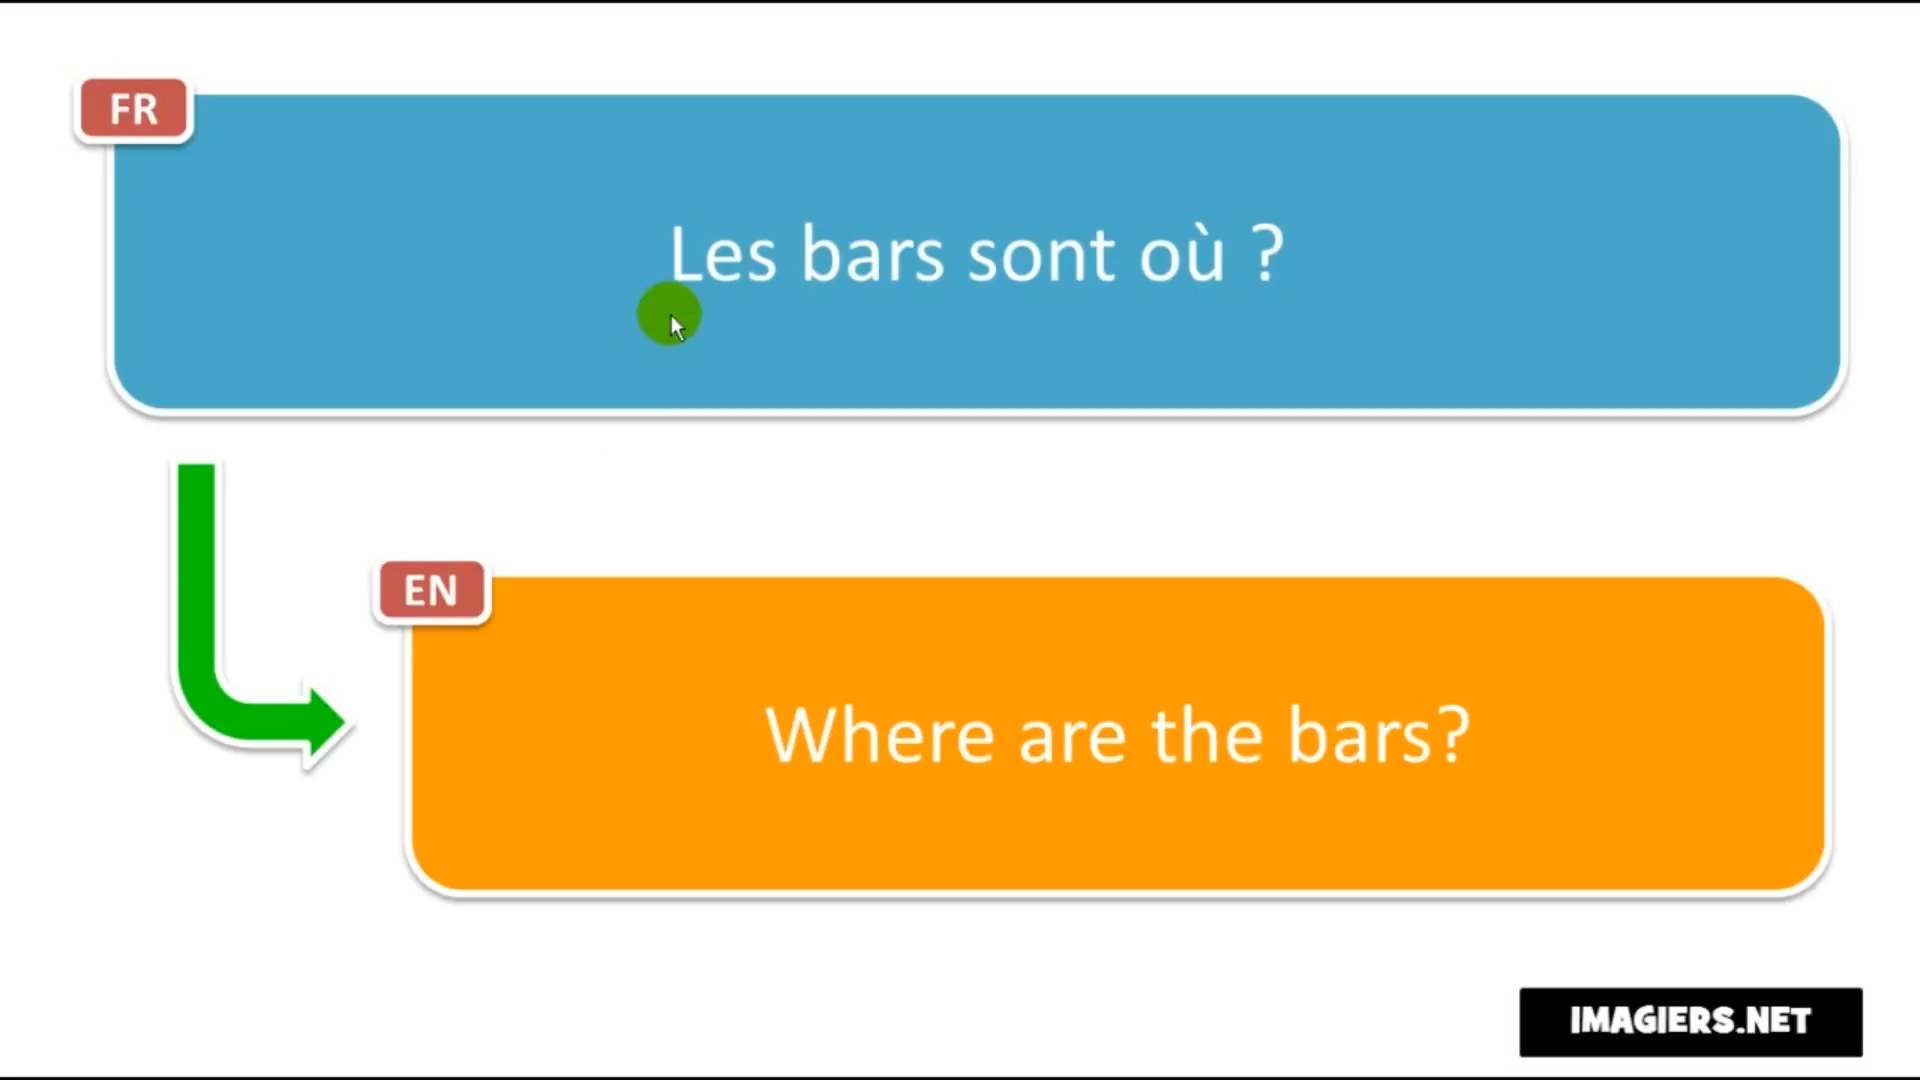 FR
Les bars sont où ?
EN
Where are the bars?
IMAGIERS.NET